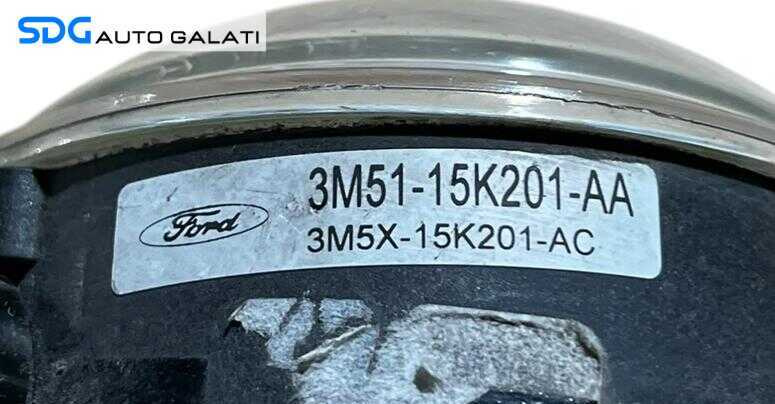 SDG AUTO GALATI
Ford
3M51-15K201-AA
3M5X-15K201-AC